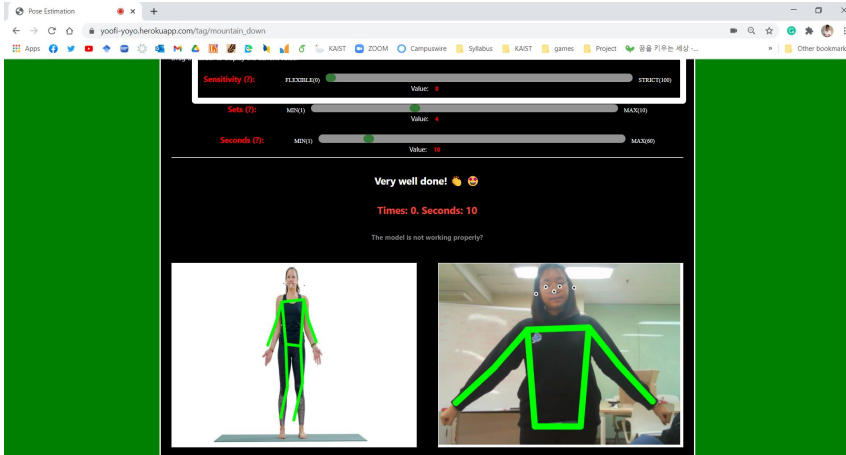 Pose Estimation
yoofi-yoyo.herokuapp.com/tag/mountain_down
Apps KAIST ZOOM Campuswire Syllabus KAIST games Project 꿈을 키우는 세상 -... » Other bookmark
Sensitivity (?): FLEXIBLE(0) STRICT(100)
Value: 0
Sets (?): MIN(1) MAX(10)
Value: 4
Seconds (?): MIN(1) MAX(60)
Value: 10
Very well done! 👏 🤩
Times: 0. Seconds: 10
The model is not working properly?